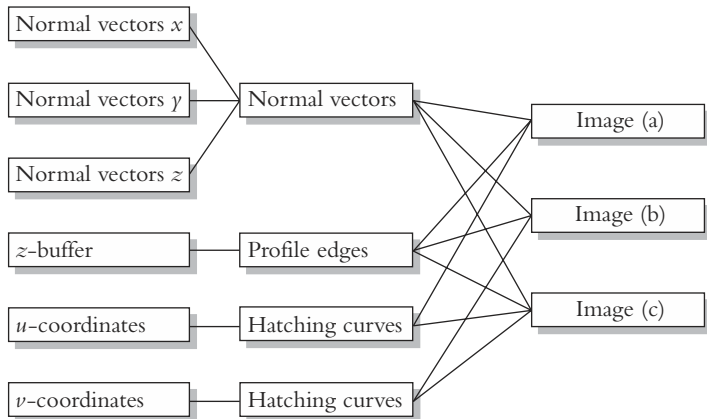 Normal vectors x
Normal vectors y
Normal vectors z
z-buffer
u-coordinates
v-coordinates
Normal vectors
Profile edges
Hatching curves
Hatching curves
Image (a)
Image (b)
Image (c)